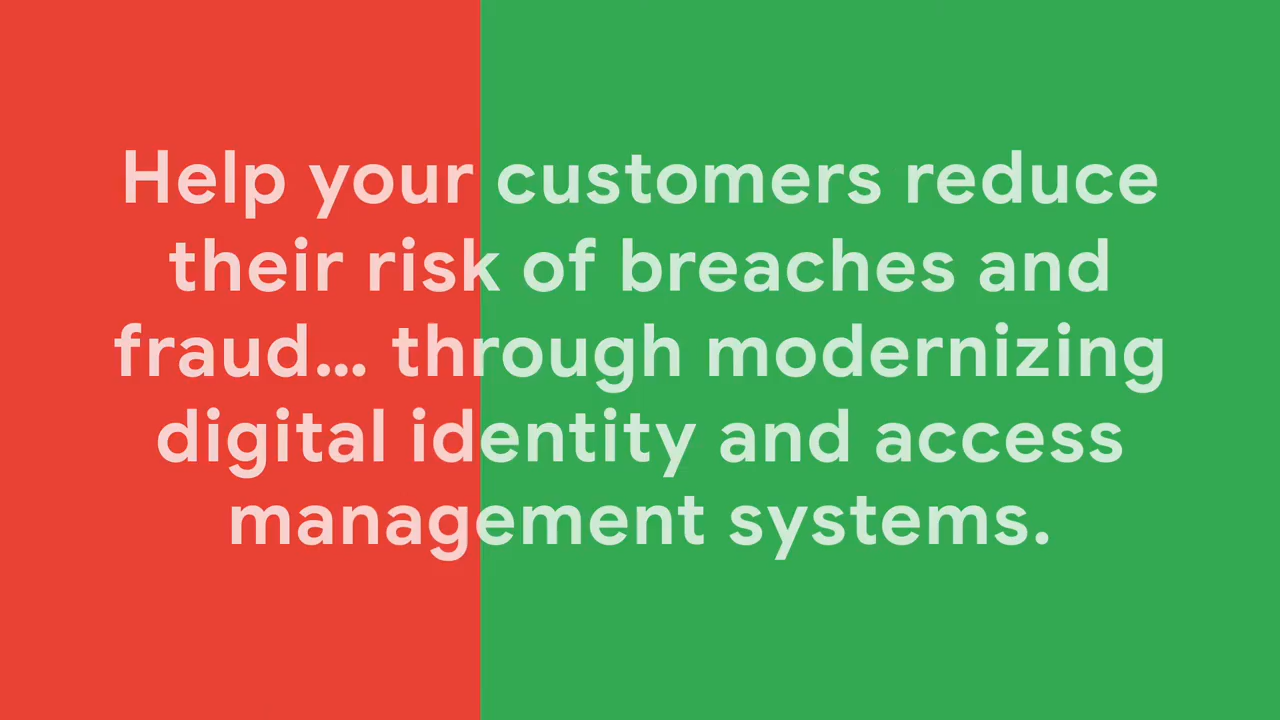 Help your customers reduce
their risk of breaches and
fraud... through modernizing
digital identity and access
management systems.